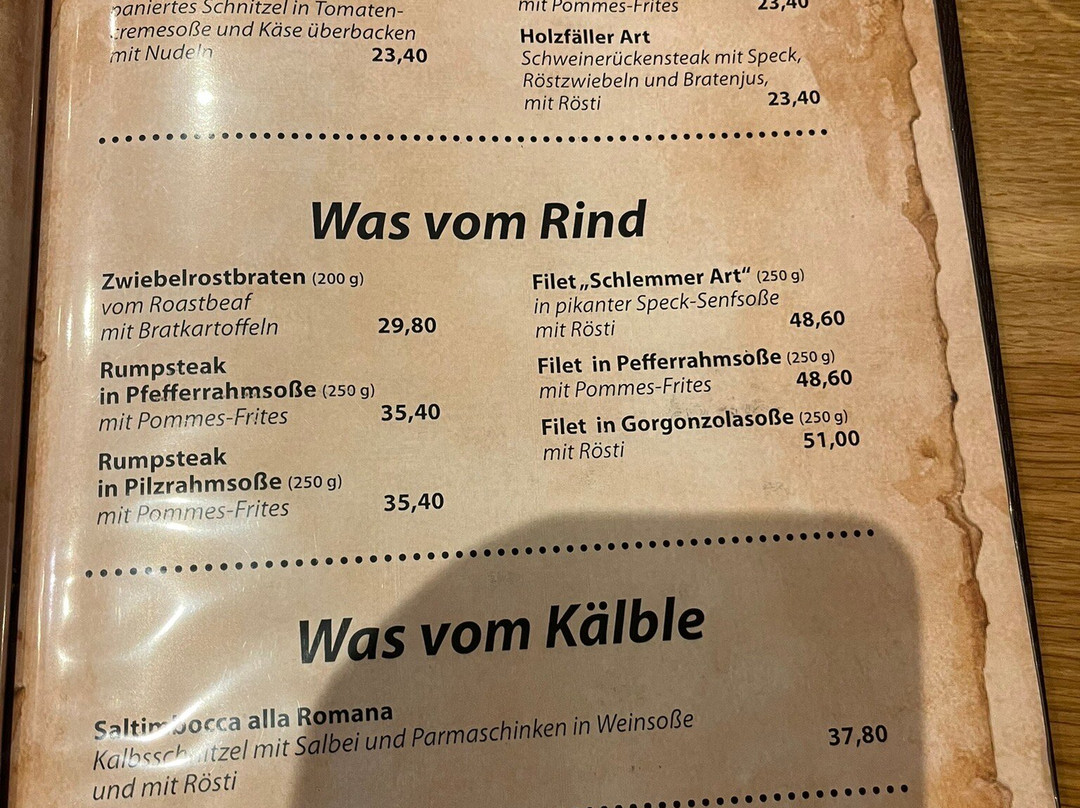 paniertes Schnitzel in Tomaten-
cremesoße und Käse überbacken
mit Nudeln
23,40
mit Pommes-Frites
23,40
Holzfäller Art
Schweinerückensteak mit Speck,
Röstzwiebeln und Bratenjus,
mit Rösti
23,40
Was vom Rind
Zwiebelrostbraten (200 g)
vom Roastbeaf
mit Bratkartoffeln
29,80
Rumpsteak
in Pfefferrahmsoße (250 g)
mit Pommes-Frites
35,40
Rumpsteak
in Pilzrahmsoße (250 g)
mit Pommes-Frites
35,40
Filet „Schlemmer Art“ (250 g)
in pikanter Speck-Senfsoße
mit Rösti
48,60
Filet in Pefferrahmsoße (250 g)
mit Pommes-Frites
48,60
Filet in Gorgonzolasoße (250 g)
mit Rösti
51,00
Was vom Kälble
Saltimbocca alla Romana
Kalbsschnitzel mit Salbei und Parmaschinken in Weinsoße
und mit Rösti
37,80